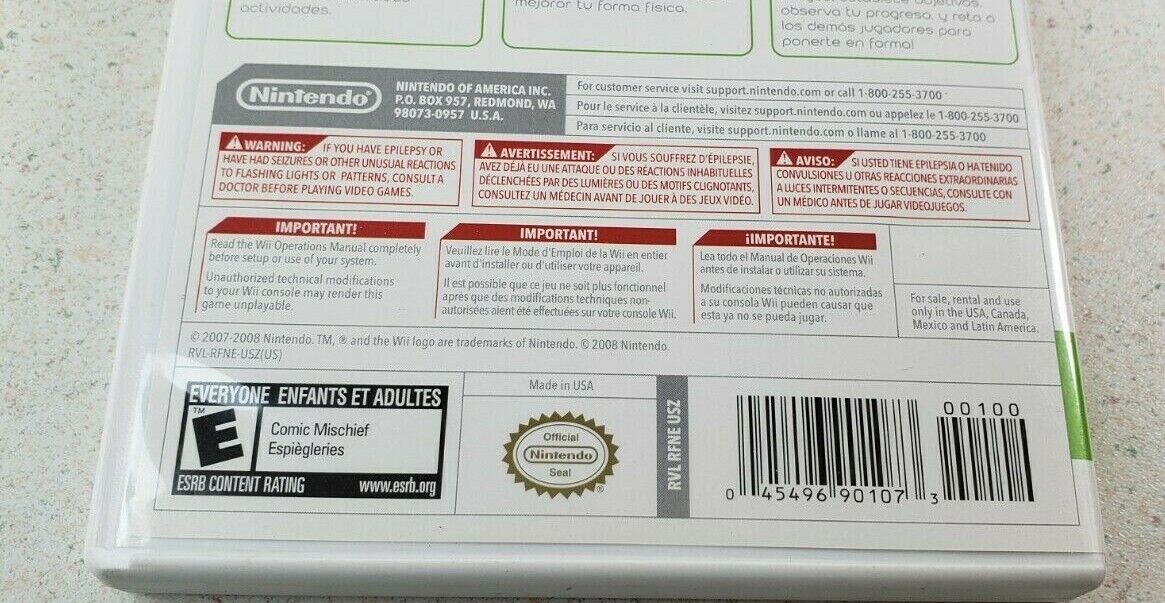 actividades.
mejorar tu forma física.
observa tu progreso, y reta a
los demás jugadores para
ponerte en forma!
Nintendo
NINTENDO OF AMERICA INC.
P.O. BOX 957, REDMOND, WA
98073-0957 U.S.A.
For customer service visit support.nintendo.com or call 1-800-255-3700
Pour le service à la clientèle, visitez support.nintendo.com ou appelez le 1-800-255-3700
Para servicio al cliente, visite support.nintendo.com o llame al 1-800-255-3700
WARNING: IF YOU HAVE EPILEPSY OR
HAVE HAD SEIZURES OR OTHER UNUSUAL REACTIONS
TO FLASHING LIGHTS OR PATTERNS, CONSULT A
DOCTOR BEFORE PLAYING VIDEO GAMES.
AVERTISSEMENT: SI VOUS SOUFFREZ D'ÉPILEPSIE,
AVEZ DÉJÀ EU UNE ATTAQUE OU DES RÉACTIONS INHABITUELLES
DÉCLENCHÉES PAR DES LUMIÈRES OU DES MOTIFS CLIGNOTANTS,
CONSULTEZ UN MÉDECIN AVANT DE JOUER À DES JEUX VIDÉO.
AVISO: SI USTED TIENE EPILEPSIA O HA TENIDO
CONVULSIONES U OTRAS REACCIONES EXTRAORDINARIAS
A LUCES INTERMITENTES O SECUENCIAS, CONSULTE CON
UN MÉDICO ANTES DE JUGAR VIDEOJUEGOS.
IMPORTANT!
Read the Wii Operations Manual completely
before setup or use of your system.
Unauthorized technical modifications
to your Wii console may render this
game unplayable.
IMPORTANT!
Veuillez lire le Mode d'Emploi de la Wii en entier
avant d'installer ou d'utiliser votre appareil.
Il est possible que ce jeu ne soit plus fonctionnel
apres que des modifications techniques non-
autorisées aient été effectuées sur votre console Wii.
¡IMPORTANTE!
Lea todo el Manual de Operaciones Wii
antes de instalar o utilizar su sistema.
Modificaciones técnicas no autorizadas
a su consola Wii pueden causar que
esta ya no se pueda jugar.
For sale, rental and use
only in the USA, Canada,
Mexico and Latin America.
© 2007-2008 Nintendo. TM, ® and the Wii logo are trademarks of Nintendo. © 2008 Nintendo.
RVL-RFNE-USZ(US)
EVERYONE ENFANTS ET ADULTES
TM
E
Comic Mischief
Espiègleries
ESRB CONTENT RATING www.esrb.org
Made in USA
Official
Nintendo
Seal
®
RVL RFNE USZ
00100
0 45496 90107 3